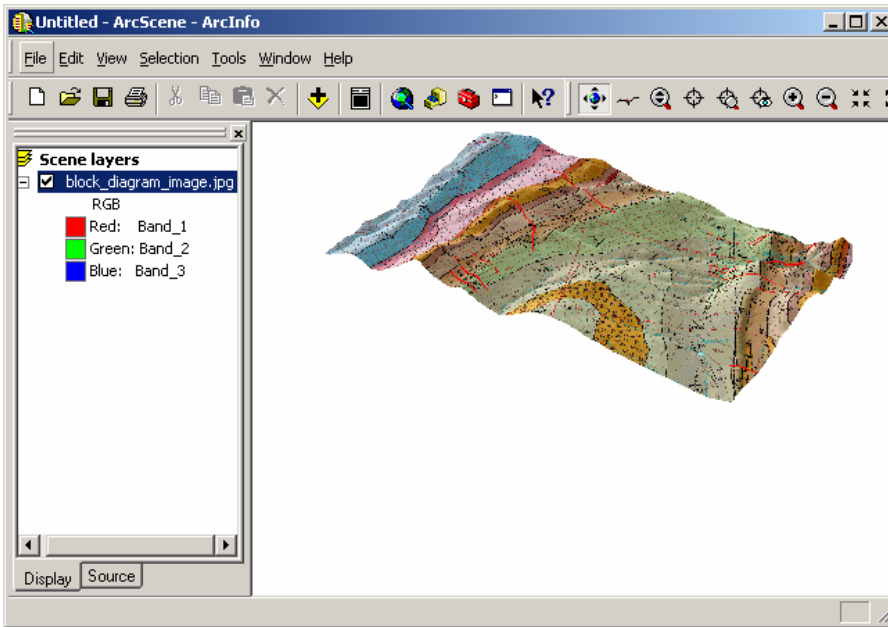 Untitled - ArcScene - ArcInfo
File Edit View Selection Tools Window Help
Scene layers
block_diagram_image.jpg
RGB
Red: Band_1
Green: Band_2
Blue: Band_3
Display Source